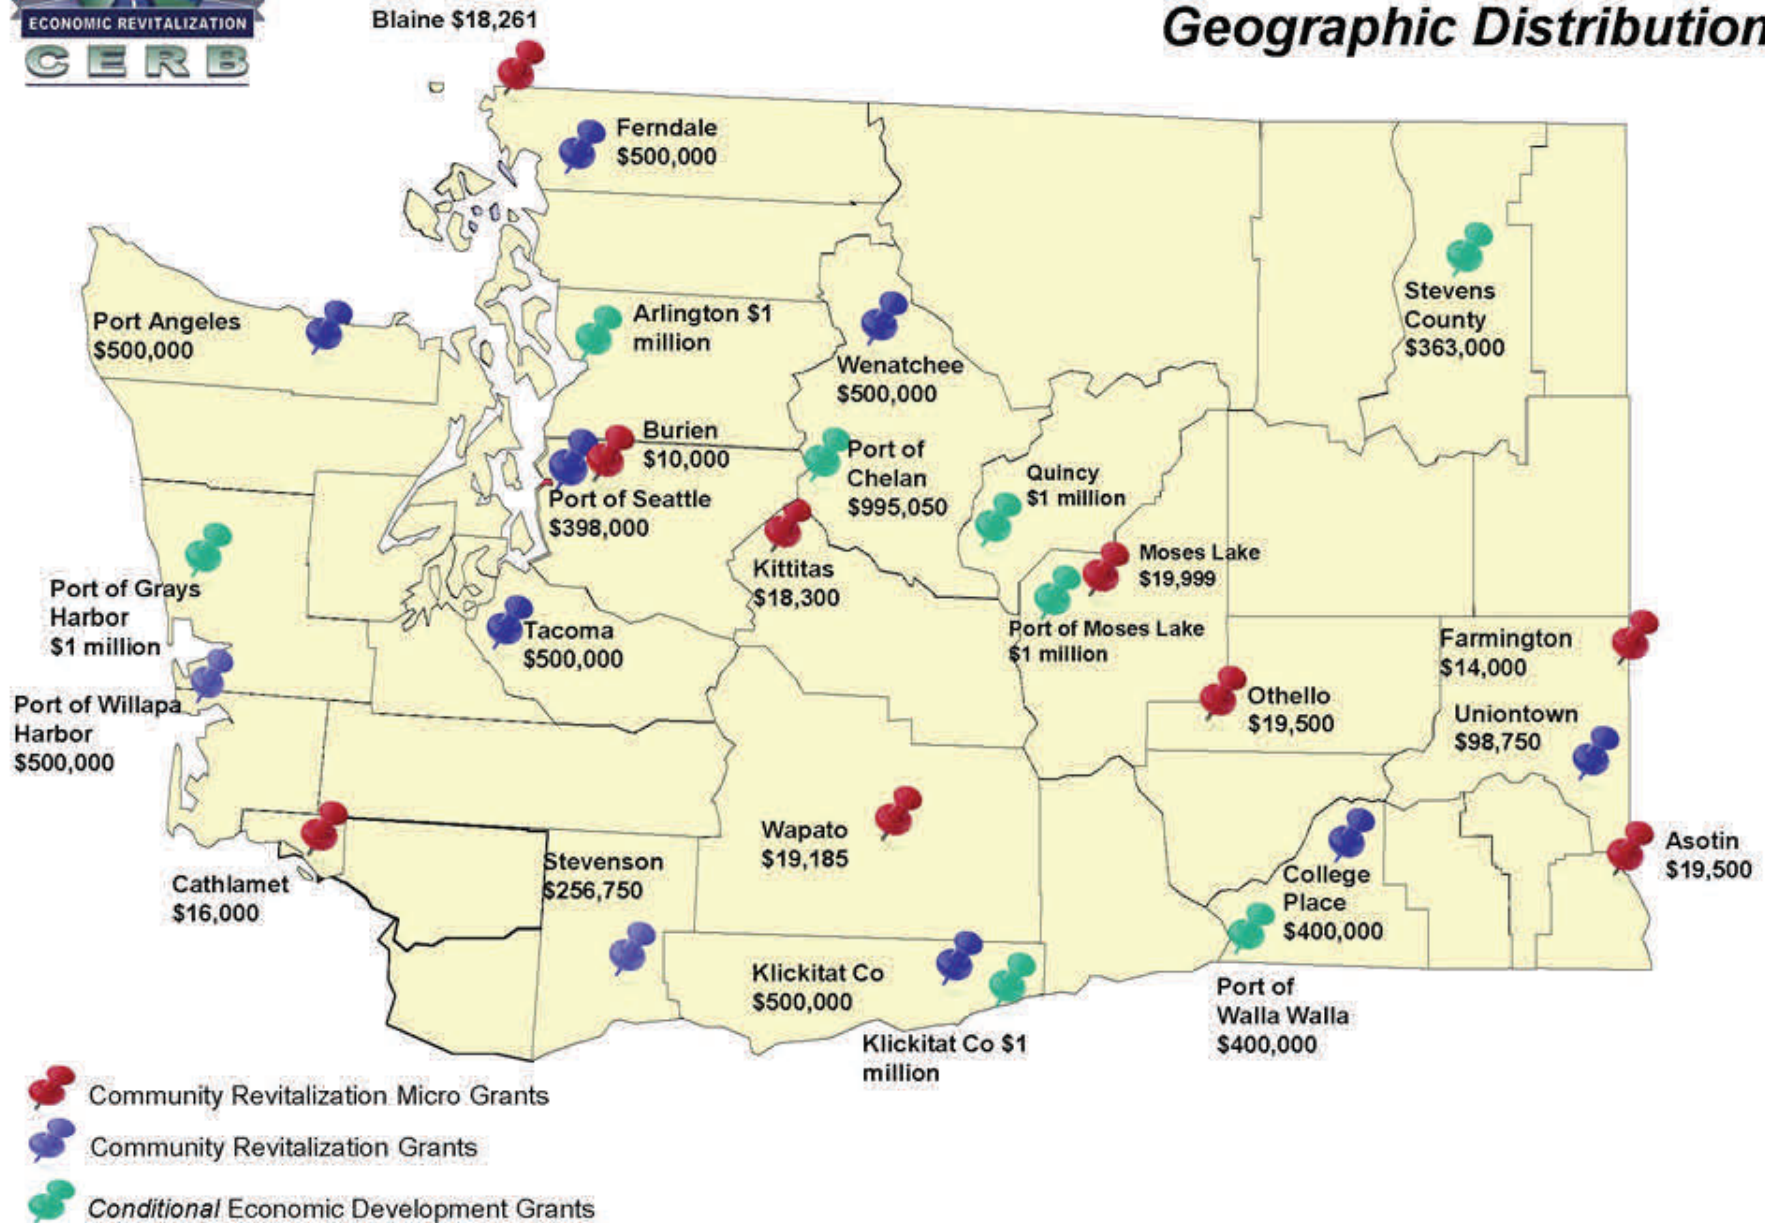 ECONOMIC REVITALIZATION
CERB
Geographic Distribution
Blaine $18,261
Ferndale
$500,000
Port Angeles
$500,000
Arlington $1
million
Wenatchee
$500,000
Stevens
County
$363,000
Burien
$10,000
Port of Seattle
$398,000
Port of
Chelan
$995,050
Quincy
$1 million
Kittitas
$18,300
Moses Lake
$19,999
Port of Moses Lake
$1 million
Port of Grays
Harbor
$1 million
Tacoma
$500,000
Farmington
$14,000
Othello
$19,500
Uniontown
$98,750
Port of Willapa
Harbor
$500,000
Wapato
$19,185
Asotin
$19,500
Cathlamet
$16,000
Stevenson
$256,750
College
Place
$400,000
Klickitat Co
$500,000
Klickitat Co $1
million
Port of
Walla Walla
$400,000
Community Revitalization Micro Grants
Community Revitalization Grants
Conditional Economic Development Grants